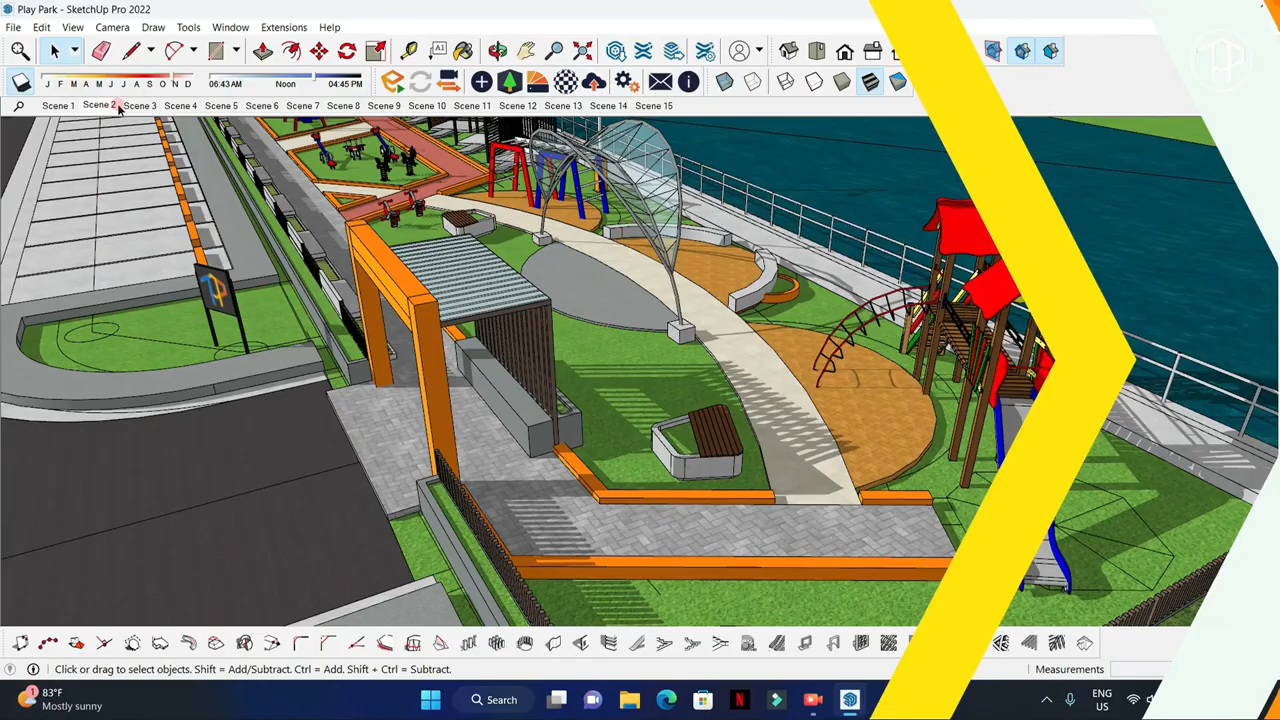 Play Park - SketchUp Pro 2022
File Edit View Camera Draw Tools Window Extensions Help
J F M A M J J A S O N D 06:43 AM Noon 04:45 PM
Scene 1 Scene 2 Scene 3 Scene 4 Scene 5 Scene 6 Scene 7 Scene 8 Scene 9 Scene 10 Scene 11 Scene 12 Scene 13 Scene 14 Scene 15
Click or drag to select objects. Shift = Add/Subtract. Ctrl = Add. Shift + Ctrl = Subtract.
Measurements
1
83°F
Mostly sunny
Search
ENG
US